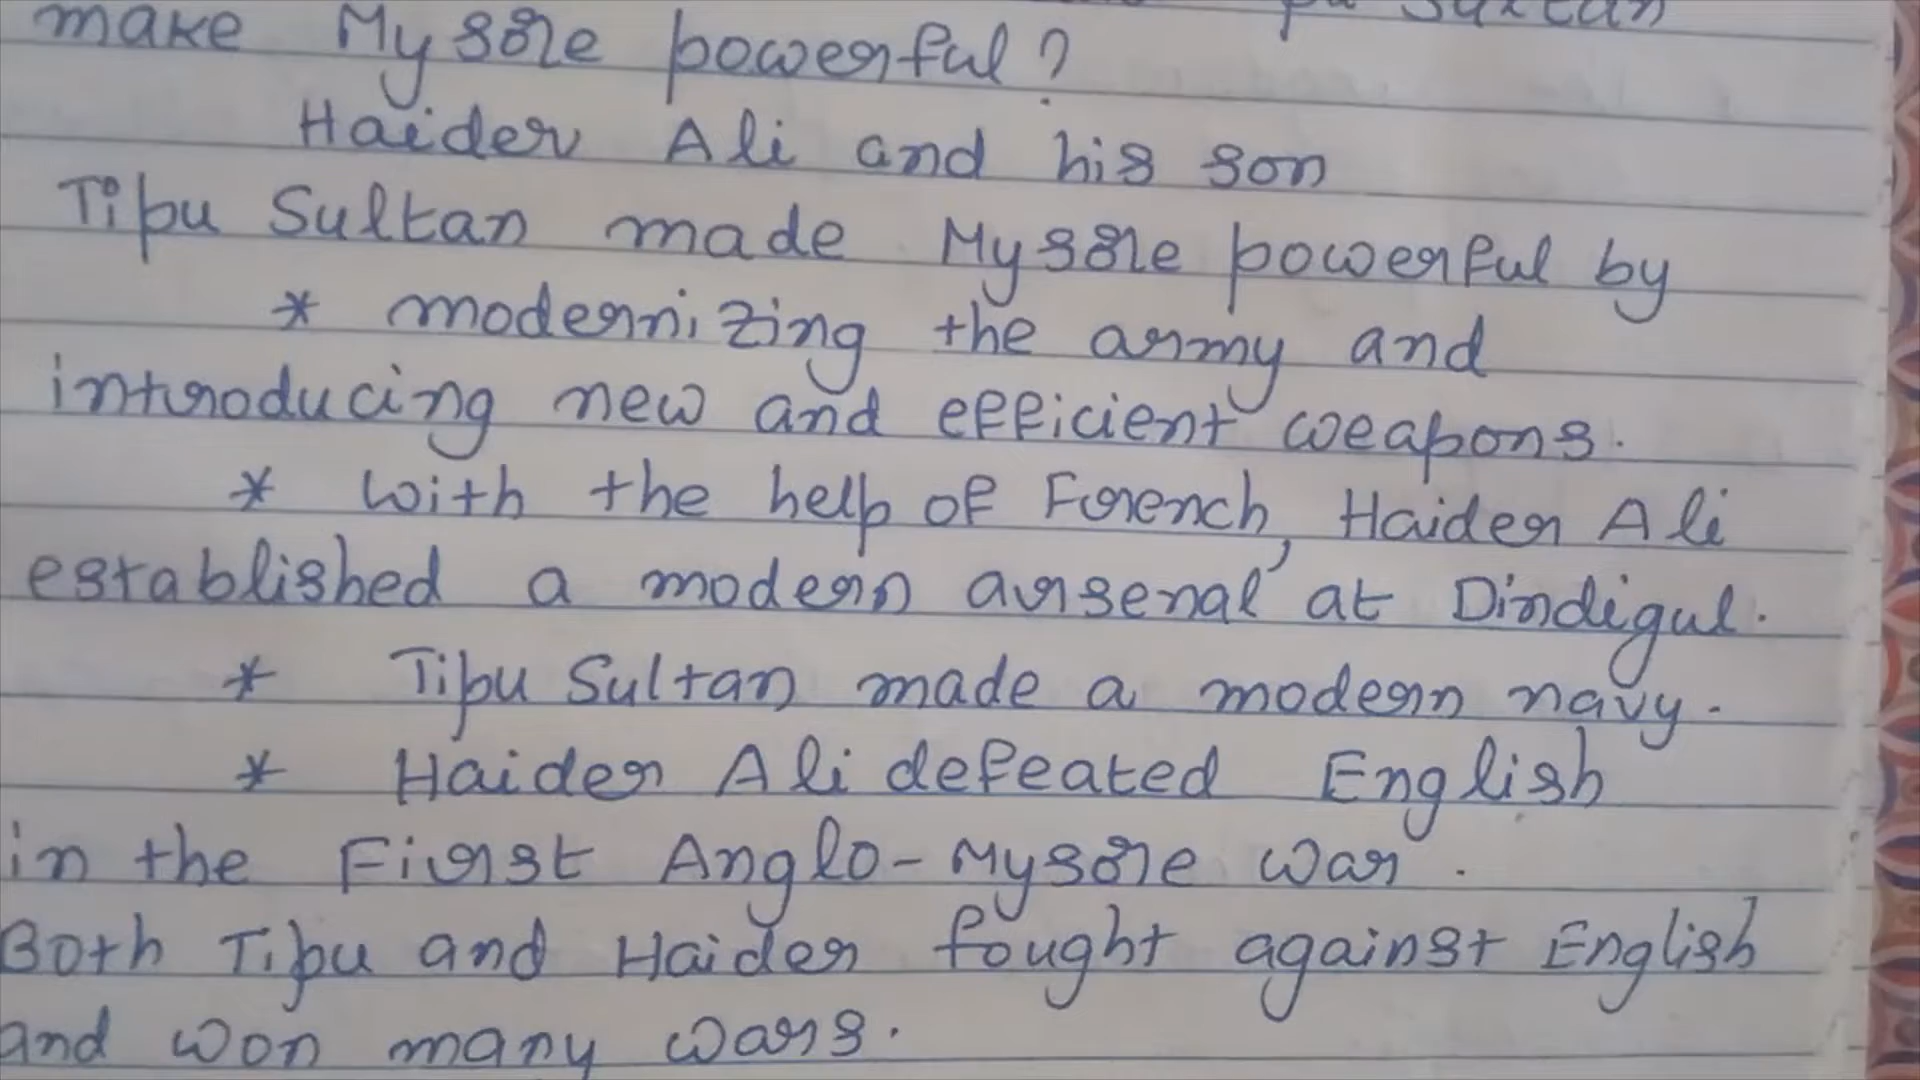 Sultan
make Mysore powerful?
Haider Ali and his son
Tipu Sultan made Mysore powerful by
* modernizing the army and
introducing new and efficient weapons.
* With the help of French, Haider Ali
established a modern arsenal at Dindigul.
* Tipu Sultan made a modern navy.
* Haider Ali defeated English
in the First Anglo-Mysore war.
Both Tipu and Haider fought against English
and won many wars.